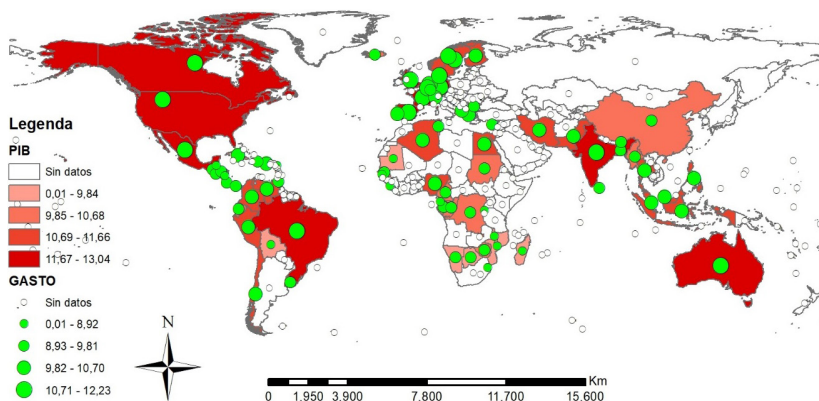 Legenda
PIB
Sin datos
0,01 - 9,84
9,85 - 10,68
10,69 - 11,66
11,67 - 13,04
GASTO
Sin datos
0,01 - 8,92
8,93 - 9,81
9,82 - 10,70
10,71 - 12,23
N
Km
0 1.950 3.900 7.800 11.700 15.600